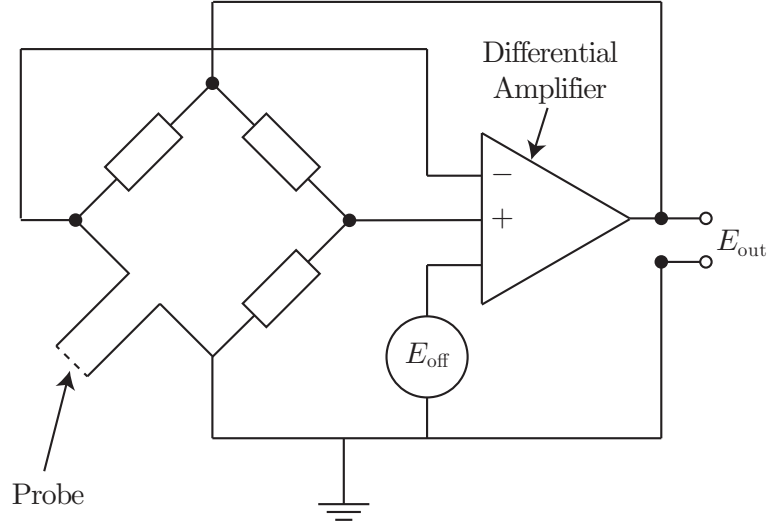 Differential
Amplifier
−
+
E_out
E_off
Probe